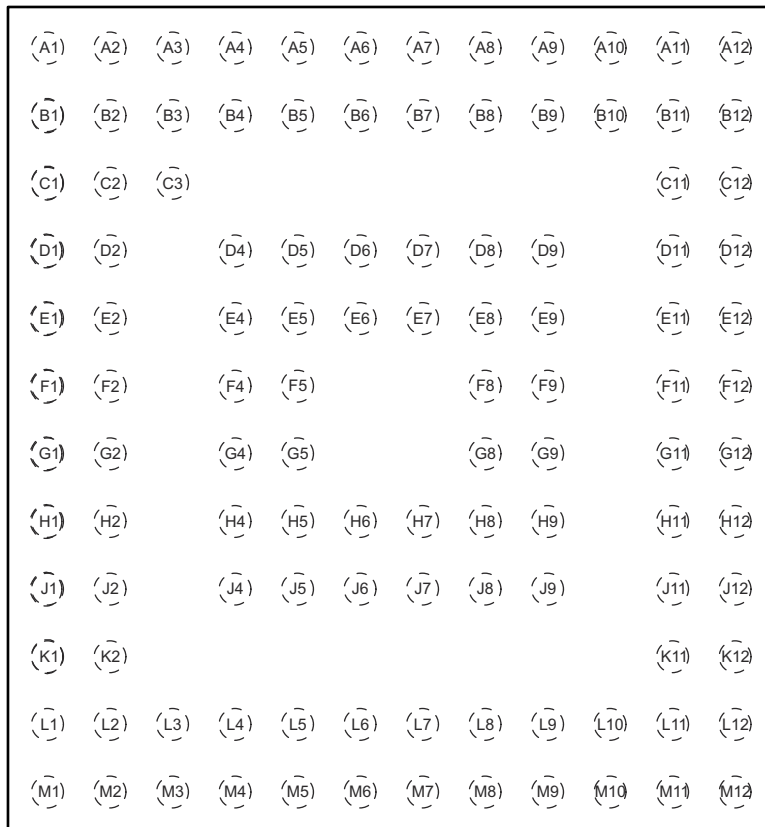 A1 A2 A3 A4 A5 A6 A7 A8 A9 A10 A11 A12
B1 B2 B3 B4 B5 B6 B7 B8 B9 B10 B11 B12
C1 C2 C3 C11 C12
D1 D2 D4 D5 D6 D7 D8 D9 D11 D12
E1 E2 E4 E5 E6 E7 E8 E9 E11 E12
F1 F2 F4 F5 F8 F9 F11 F12
G1 G2 G4 G5 G8 G9 G11 G12
H1 H2 H4 H5 H6 H7 H8 H9 H11 H12
J1 J2 J4 J5 J6 J7 J8 J9 J11 J12
K1 K2 K11 K12
L1 L2 L3 L4 L5 L6 L7 L8 L9 L10 L11 L12
M1 M2 M3 M4 M5 M6 M7 M8 M9 M10 M11 M12